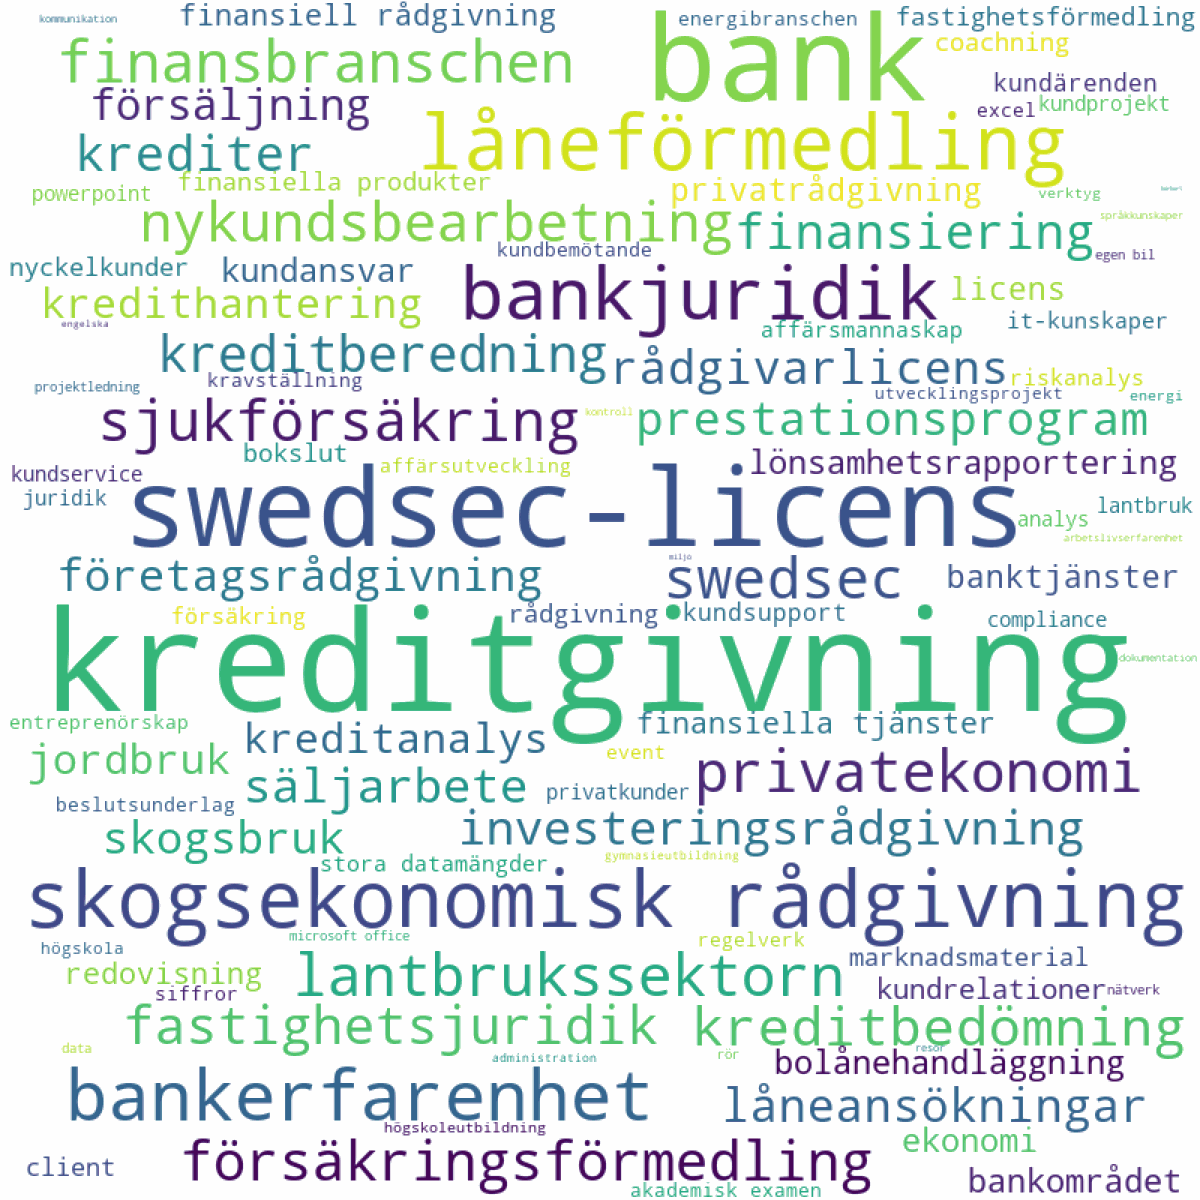 kommunikation
finansiell rådgivning
energibranschen
fastighetsförmedling
finansbranschen
bank
coachning
kundärenden
försäljning
excel
kundprojekt
krediter
låneförmedling
powerpoint
finansiella produkter
privatrådgivning
verktyg
nykundsbearbetning
finansiering
språkkunskaper
kundbemötande
egen bil
nyckelkunder
kundansvar
bankjuridik
licens
kredithantering
engelska
affärsmannaskap
it-kunskaper
kreditberedning
rådgivarlicens
riskanalys
projektledning
kravställning
utvecklingsprojekt
energi
sjukförsäkring
kontroll
prestationsprogram
bokslut
affärsutveckling
lönsamhetsrapportering
kundservice
juridik
swedsec-licens
analys
lantbruk
arbetslivserfarenhet
miljö
företagsrådgivning
swedsec
banktjänster
försäkring
rådgivning
kundsupport
compliance
kreditgivning
dokumentation
entreprenörskap
kreditanalys
finansiella tjänster
jordbruk
event
säljarbete
privatekonomi
beslutsunderlag
privatkunder
skogsbruk
investeringsrådgivning
stora datamängder
gymnasieutbildning
skogsekonomisk rådgivning
högskola
microsoft office
regelverk
marknadsmaterial
redovisning
lantbrukssektorn
siffror
kundrelationer
nätverk
fastighetsjuridik
kreditbedömning
data
administration
rör
resor
bolånehandläggning
bankerfarenhet
låneansökningar
högskoleutbildning
ekonomi
client
försäkringsförmedling
bankområdet
akademisk examen